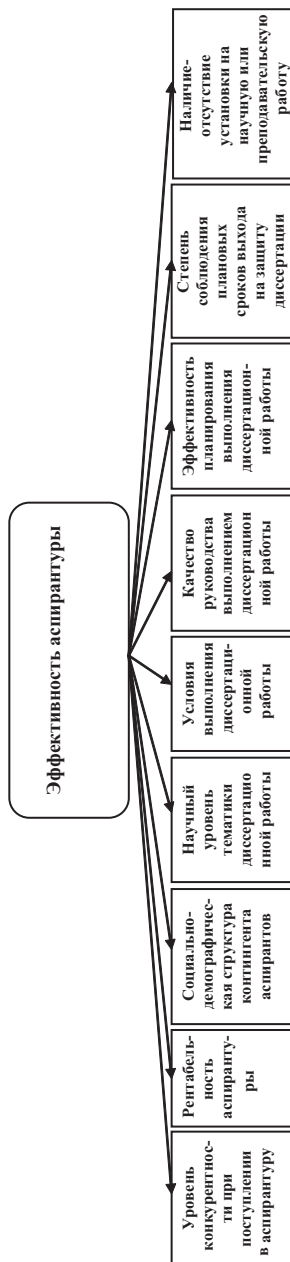 Эффективность аспирантуры
Уровень
конкурентнос-
ти при
поступлении
в аспирантуру
Рентабель-
ность
аспиранту-
ры
Социально-
демографичес-
кая структура
контингента
аспирантов
Научный
уровень
тематики
диссертацио
нной работы
Условия
выполнения
диссертаци-
онной
работы
Качество
руководства
выполнением
диссертацион
ной работы
Эффективность
планирования
выполнения
диссертацион-
ной работы
Степень
соблюдения
плановых
сроков выхода
на защиту
диссертации
Наличие-
отсутствие
установки на
научную или
преподавательскую
работу